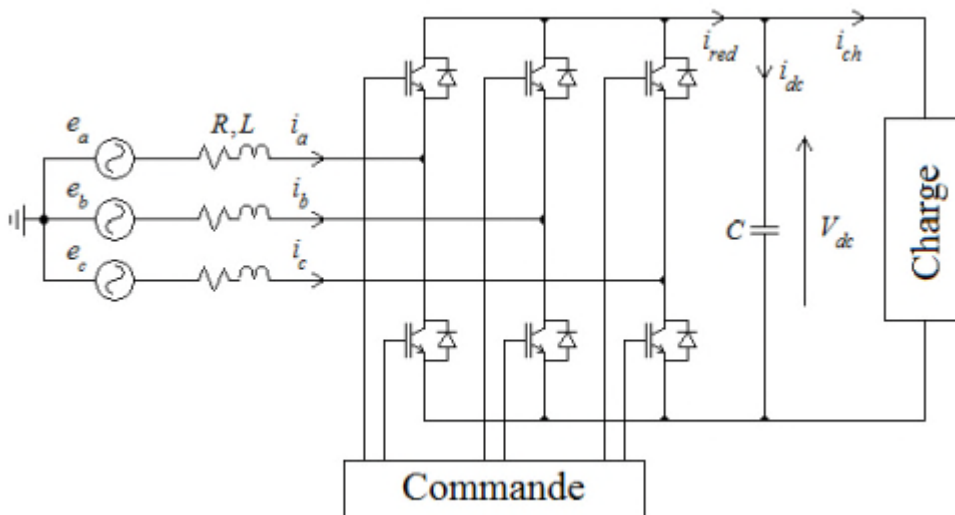 i_red
i_ch
i_dc
e_a
R,L
i_a
e_b
i_b
e_c
i_c
C
V_dc
Charge
Commande